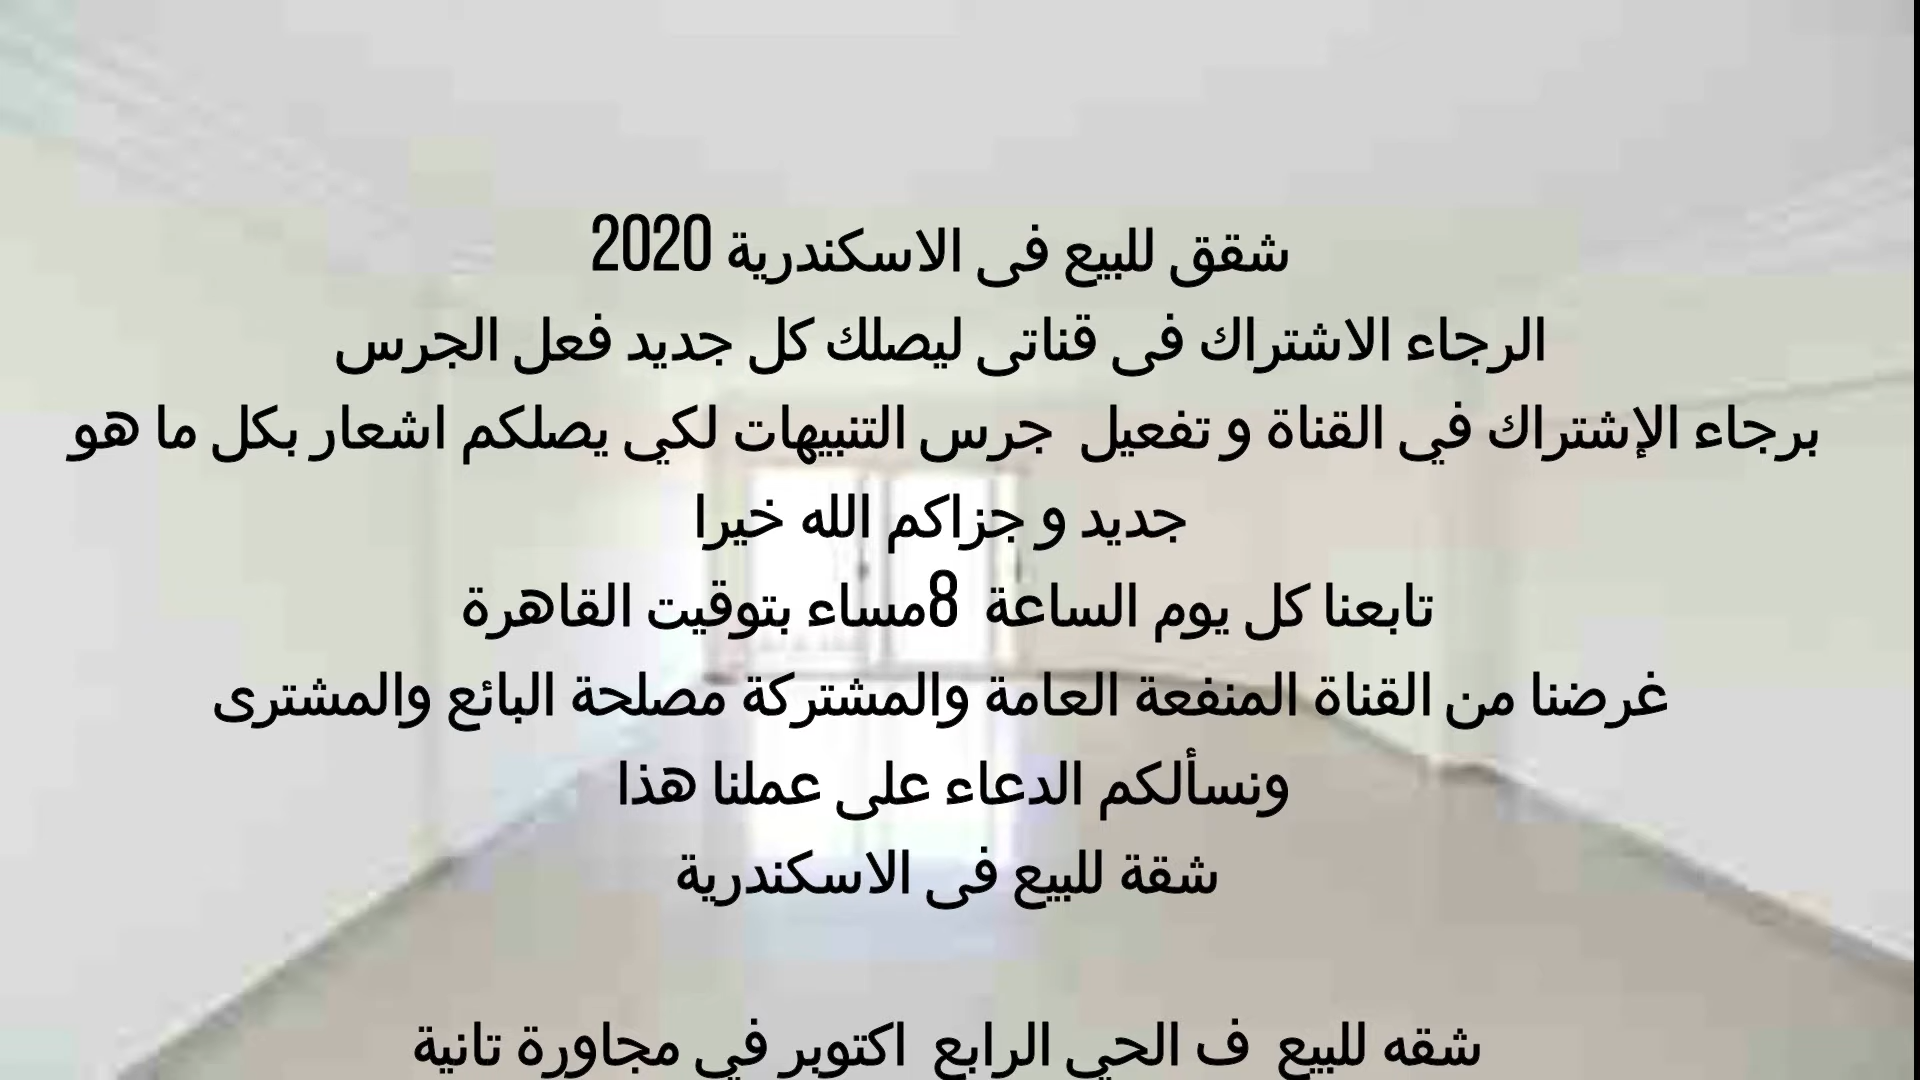 شقق للبيع فى الاسكندرية 2020
الرجاء الاشتراك فى قناتى ليصلك كل جديد فعل الجرس
برجاء الإشتراك في القناة و تفعيل  جرس التنبيهات لكي يصلكم اشعار بكل ما هو
جديد و جزاكم الله خيرا
تابعنا كل يوم الساعة  8مساء بتوقيت القاهرة
غرضنا من القناة المنفعة العامة والمشتركة مصلحة البائع والمشترى
ونسألكم الدعاء على عملنا هذا
شقة للبيع فى الاسكندرية
شقه للبيع  ف الحي الرابع  اكتوبر في مجاورة تانية